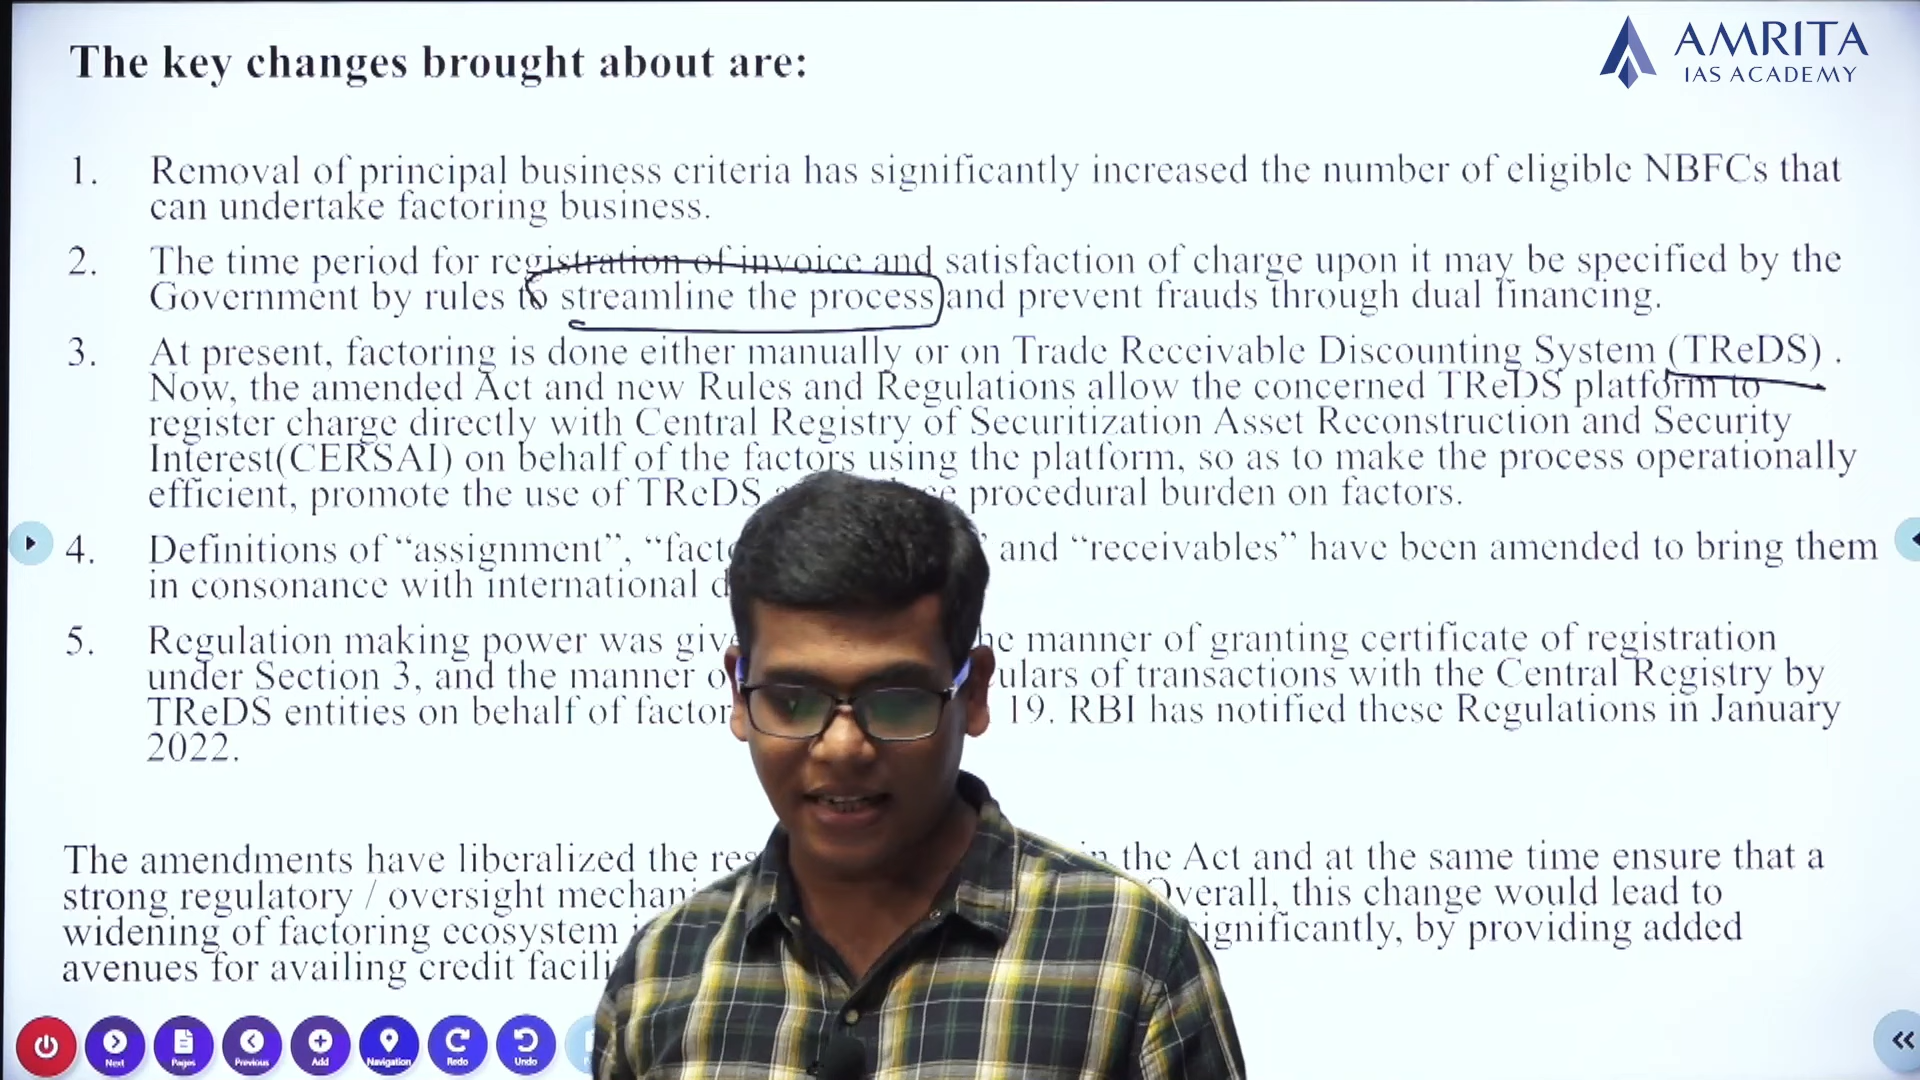 The key changes brought about are:
AMRITA
IAS ACADEMY
1. Removal of principal business criteria has significantly increased the number of eligible NBFCs that
can undertake factoring business.
2. The time period for registration of invoice and satisfaction of charge upon it may be specified by the
Government by rules to streamline the process and prevent frauds through dual financing.
3. At present, factoring is done either manually or on Trade Receivable Discounting System (TReDS) .
Now, the amended Act and new Rules and Regulations allow the concerned TReDS platform to
register charge directly with Central Registry of Securitization Asset Reconstruction and Security
Interest(CERSAI) on behalf of the factors using the platform, so as to make the process operationally
efficient, promote the use of TReDS procedural burden on factors.
4. Definitions of “assignment”, and “receivables” have been amended to bring them
in consonance with international
5. Regulation making power was manner of granting certificate of registration
under Section 3, and the manner of transactions with the Central Registry by
TReDS entities on behalf of 19. RBI has notified these Regulations in January
2022.
The amendments have liberalized the in the Act and at the same time ensure that a
strong regulatory / oversight Overall, this change would lead to
widening of factoring ecosystem significantly, by providing added
avenues for availing credit
Next
Pages
Previous
Add
Navigation
Redo
Undo